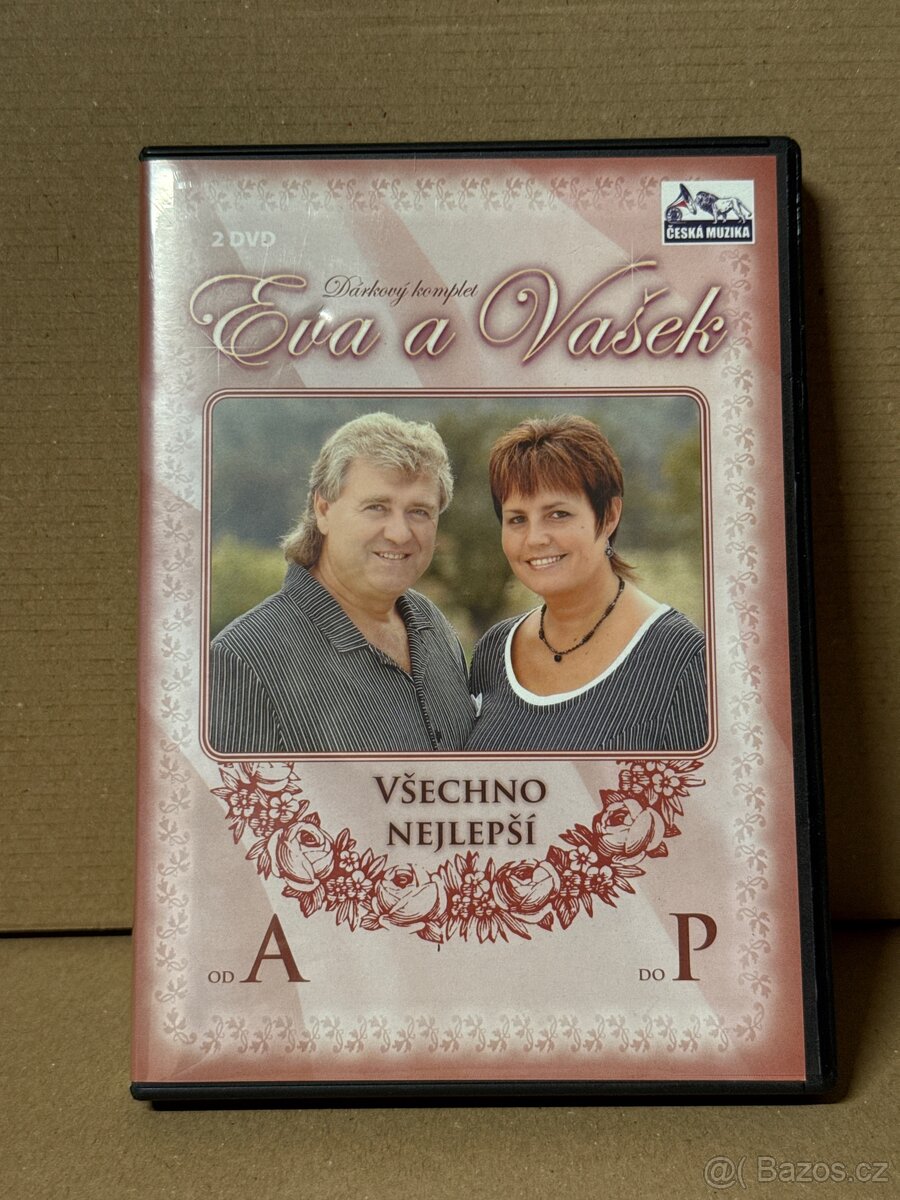 2 DVD
ČESKÁ MUZIKA
Dárkový komplet
Eva a Vašek
VŠECHNO
NEJLEPŠÍ
OD A
DO P
@( Bazos.cz